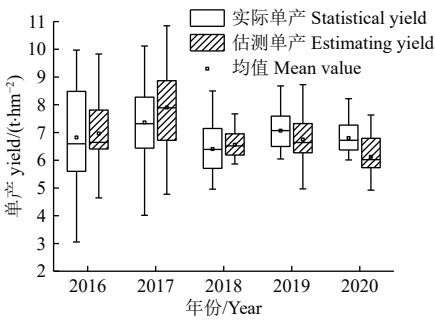 11
10
9
8
7
6
5
4
3
2
单产 yield/(t·hm⁻²)
实际单产 Statistical yield
估测单产 Estimating yield
均值 Mean value
2016 2017 2018 2019 2020
年份/Year